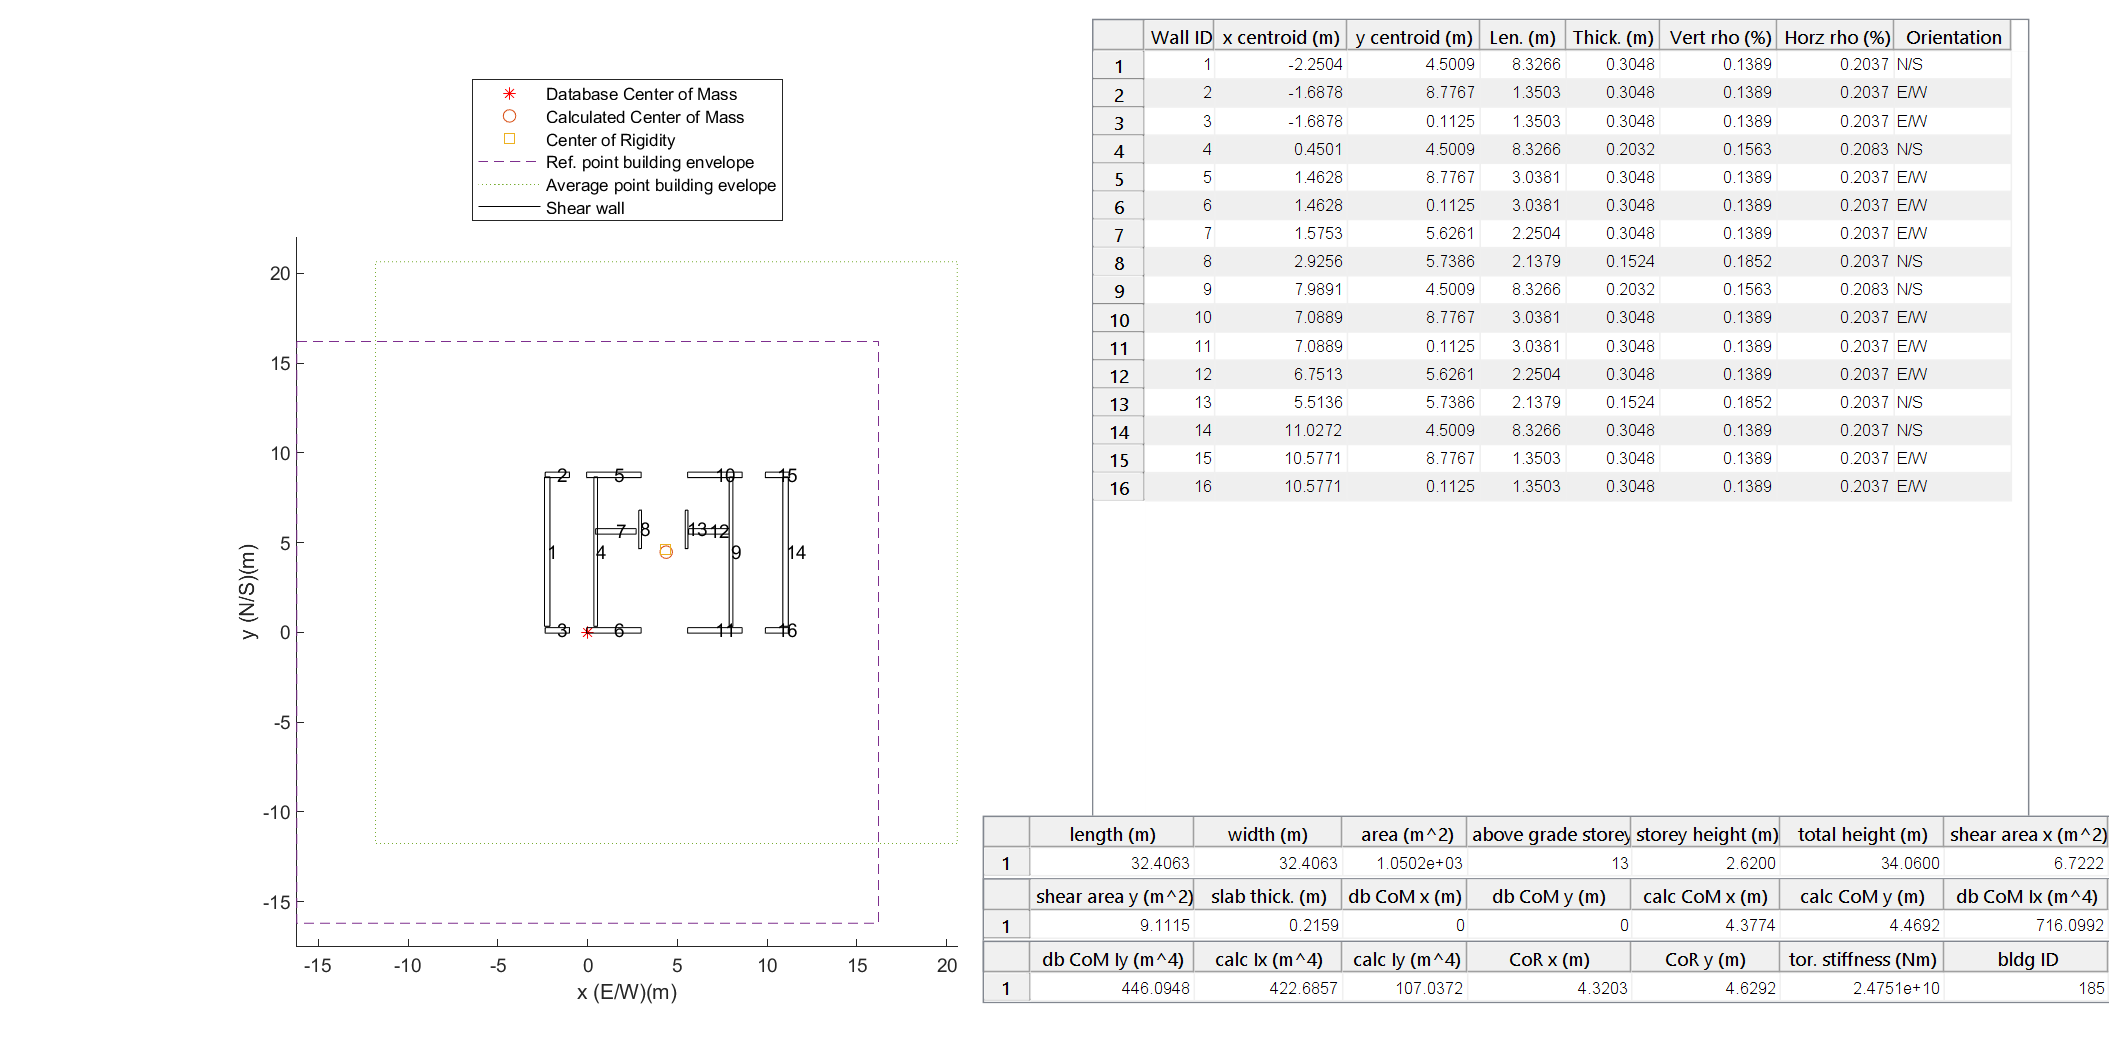 Database Center of Mass
Calculated Center of Mass
Center of Rigidity
Ref. point building envelope
Average point building evelope
Shear wall
20
15
10
5
0
-5
-10
-15
y (N/S)(m)
-15 -10 -5 0 5 10 15 20
x (E/W)(m)
2 5 10 15
7 8 13 12
1 4 9 14
3 6 11 16
Wall ID x centroid (m) y centroid (m) Len. (m) Thick. (m) Vert rho (%) Horz rho (%) Orientation
1 1 -2.2504 4.5009 8.3266 0.3048 0.1389 0.2037 N/S
2 2 -1.6878 8.7767 1.3503 0.3048 0.1389 0.2037 E/W
3 3 -1.6878 0.1125 1.3503 0.3048 0.1389 0.2037 E/W
4 4 0.4501 4.5009 8.3266 0.2032 0.1563 0.2083 N/S
5 5 1.4628 8.7767 3.0381 0.3048 0.1389 0.2037 E/W
6 6 1.4628 0.1125 3.0381 0.3048 0.1389 0.2037 E/W
7 7 1.5753 5.6261 2.2504 0.3048 0.1389 0.2037 E/W
8 8 2.9256 5.7386 2.1379 0.1524 0.1852 0.2037 N/S
9 9 7.9891 4.5009 8.3266 0.2032 0.1563 0.2083 N/S
10 10 7.0889 8.7767 3.0381 0.3048 0.1389 0.2037 E/W
11 11 7.0889 0.1125 3.0381 0.3048 0.1389 0.2037 E/W
12 12 6.7513 5.6261 2.2504 0.3048 0.1389 0.2037 E/W
13 13 5.5136 5.7386 2.1379 0.1524 0.1852 0.2037 N/S
14 14 11.0272 4.5009 8.3266 0.3048 0.1389 0.2037 N/S
15 15 10.5771 8.7767 1.3503 0.3048 0.1389 0.2037 E/W
16 16 10.5771 0.1125 1.3503 0.3048 0.1389 0.2037 E/W
length (m) width (m) area (m^2) above grade storey storey height (m) total height (m) shear area x (m^2)
1 32.4063 32.4063 1.0502e+03 13 2.6200 34.0600 6.7222
shear area y (m^2) slab thick. (m) db CoM x (m) db CoM y (m) calc CoM x (m) calc CoM y (m) db CoM Ix (m^4)
1 9.1115 0.2159 0 0 4.3774 4.4692 716.0992
db CoM Iy (m^4) calc Ix (m^4) calc Iy (m^4) CoR x (m) CoR y (m) tor. stiffness (Nm) bldg ID
1 446.0948 422.6857 107.0372 4.3203 4.6292 2.4751e+10 185